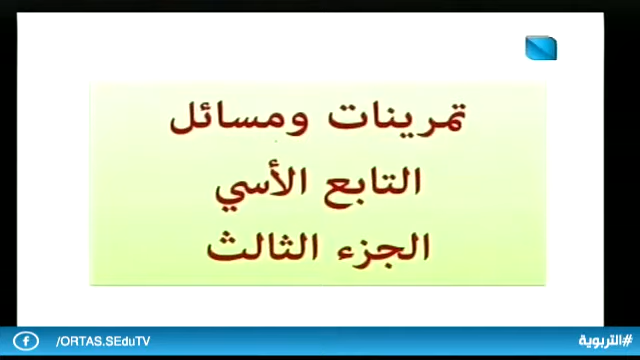 تمرينات ومسائل
التابع الأسي
الجزء الثالث
/ORTAS.SEduTV
#التربوية